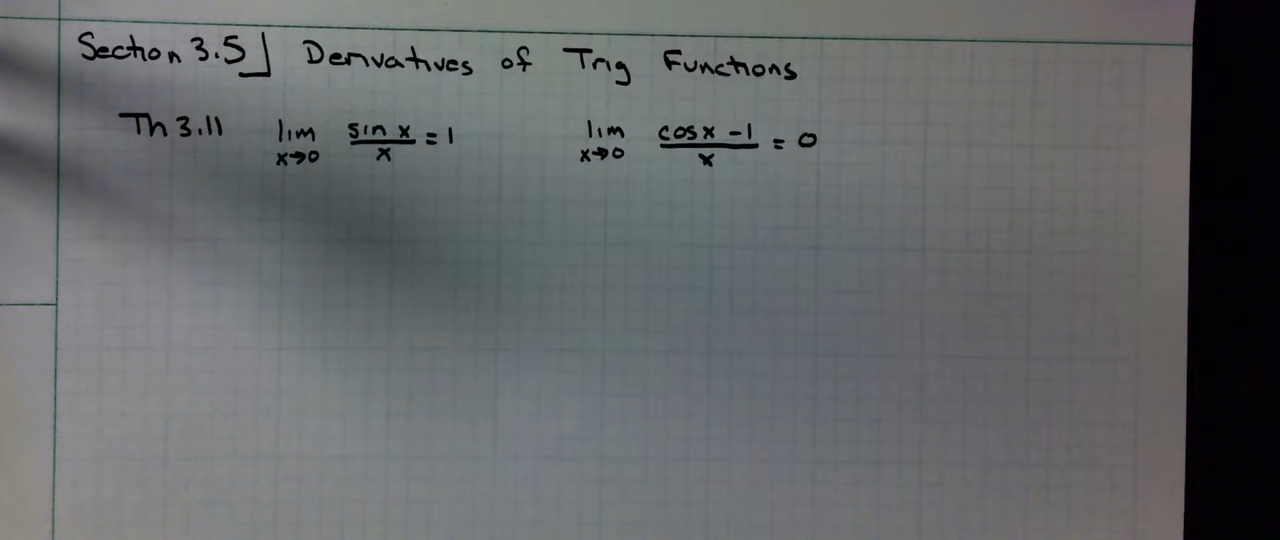 Section 3.5] Derivatives of Trig Functions
Th 3.11 lim x→0 sin x / x = 1 lim x→0 cos x - 1 / x = 0